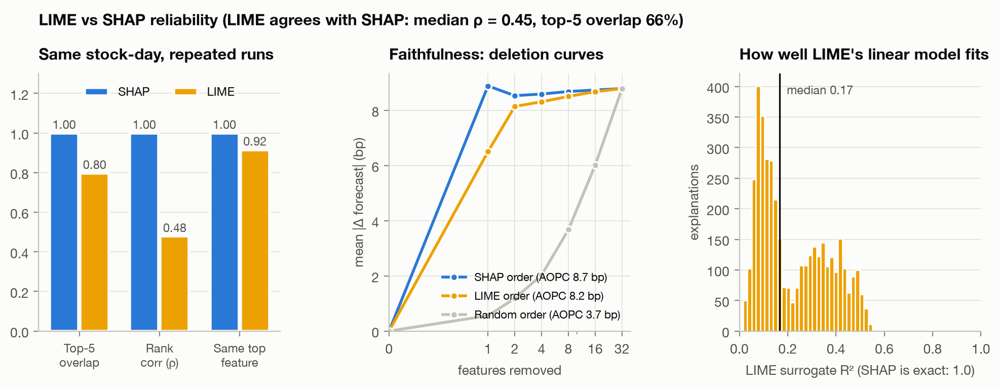 LIME vs SHAP reliability (LIME agrees with SHAP: median ρ = 0.45, top-5 overlap 66%)
Same stock-day, repeated runs
SHAP
LIME
1.2
1.0
0.8
0.6
0.4
0.2
0.0
1.00
0.80
1.00
0.48
1.00
0.92
Top-5
overlap
Rank
corr (ρ)
Same top
feature
Faithfulness: deletion curves
mean |Δ forecast| (bp)
8
6
4
2
0
SHAP order (AOPC 8.7 bp)
LIME order (AOPC 8.2 bp)
Random order (AOPC 3.7 bp)
0 1 2 4 8 16 32
features removed
How well LIME's linear model fits
explanations
400
350
300
250
200
150
100
50
0
median 0.17
0.0 0.2 0.4 0.6 0.8 1.0
LIME surrogate R² (SHAP is exact: 1.0)